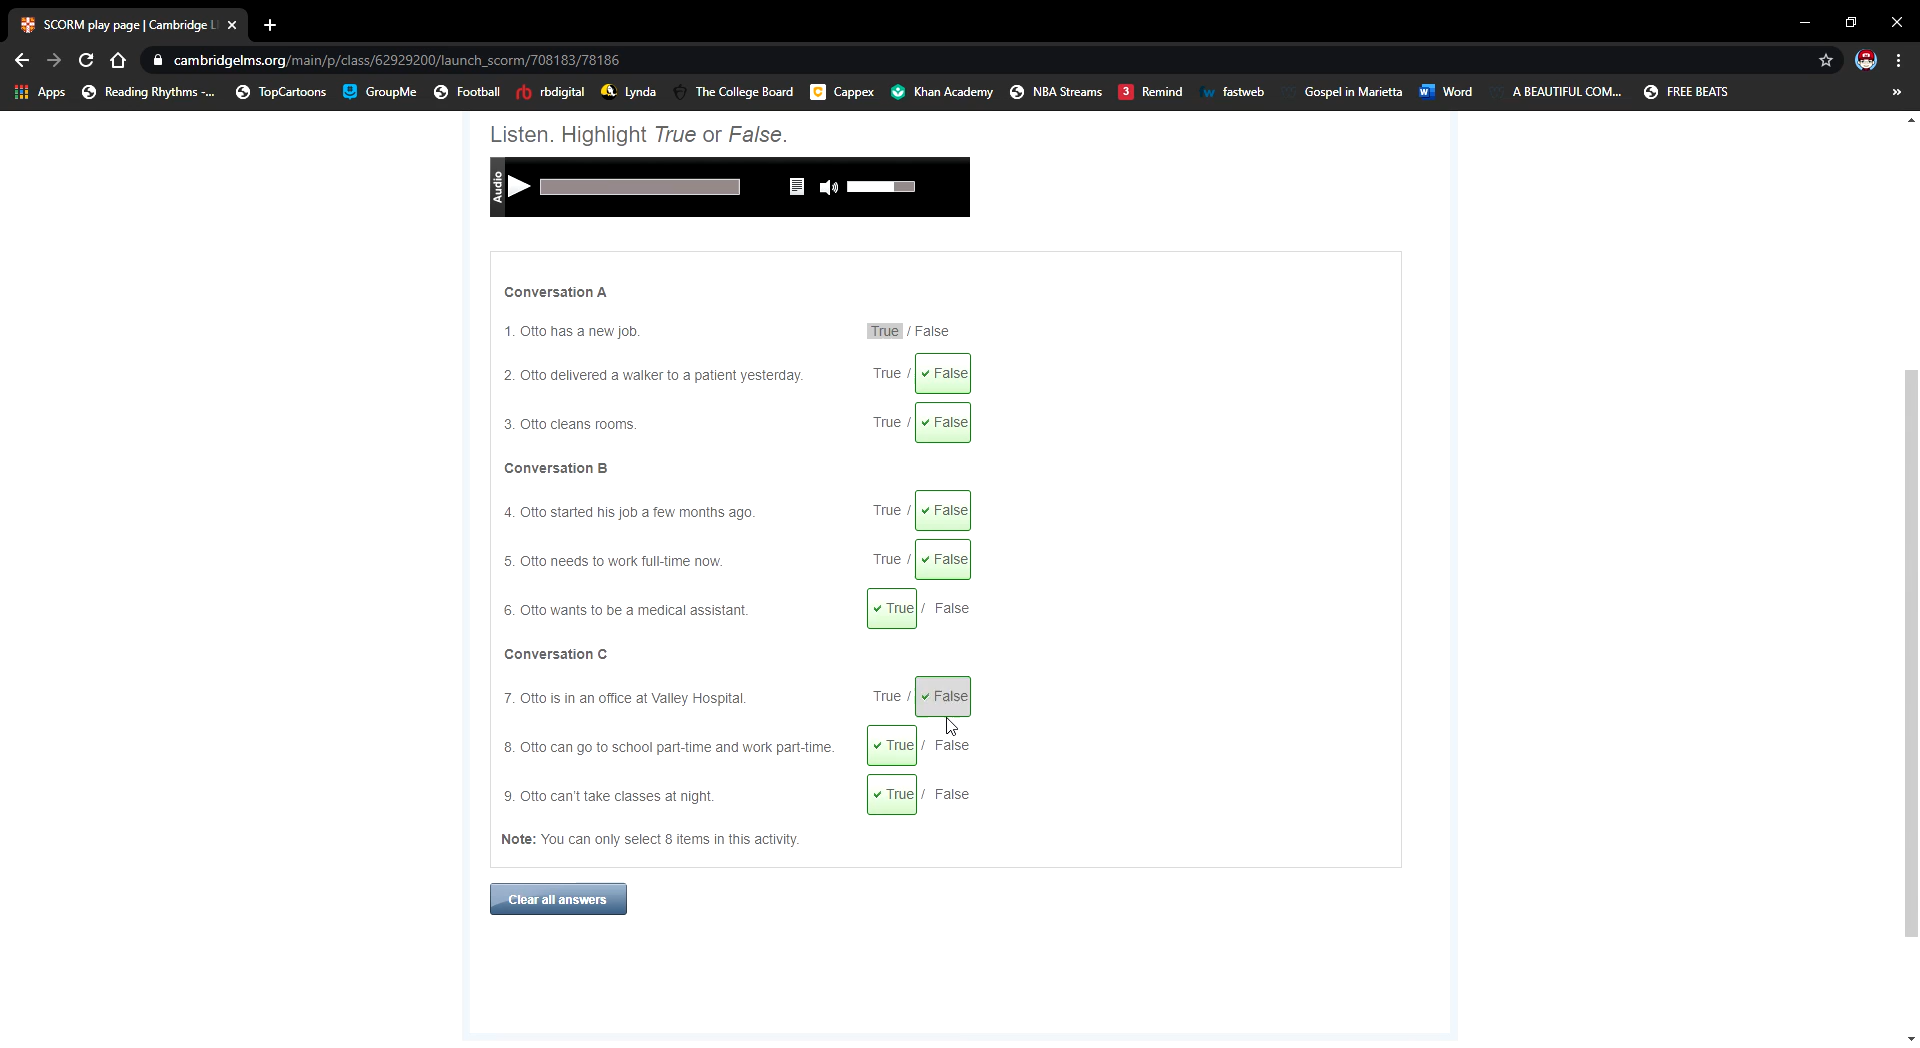 SCORM play page | Cambridge L
cambridgelms.org/main/p/class/62929200/launch_scorm/708183/78186
Apps Reading Rhythms -... TopCartoons GroupMe Football rbdigital Lynda The College Board Cappex Khan Academy NBA Streams 3 Remind fastweb Gospel in Marietta Word A BEAUTIFUL COM... FREE BEATS »
Listen. Highlight True or False.
Audio
Conversation A
1. Otto has a new job. True / False
2. Otto delivered a walker to a patient yesterday. True / False
3. Otto cleans rooms. True / False
Conversation B
4. Otto started his job a few months ago. True / False
5. Otto needs to work full-time now. True / False
6. Otto wants to be a medical assistant. True / False
Conversation C
7. Otto is in an office at Valley Hospital. True / False
8. Otto can go to school part-time and work part-time. True / False
9. Otto can't take classes at night. True / False
Note: You can only select 8 items in this activity.
Clear all answers